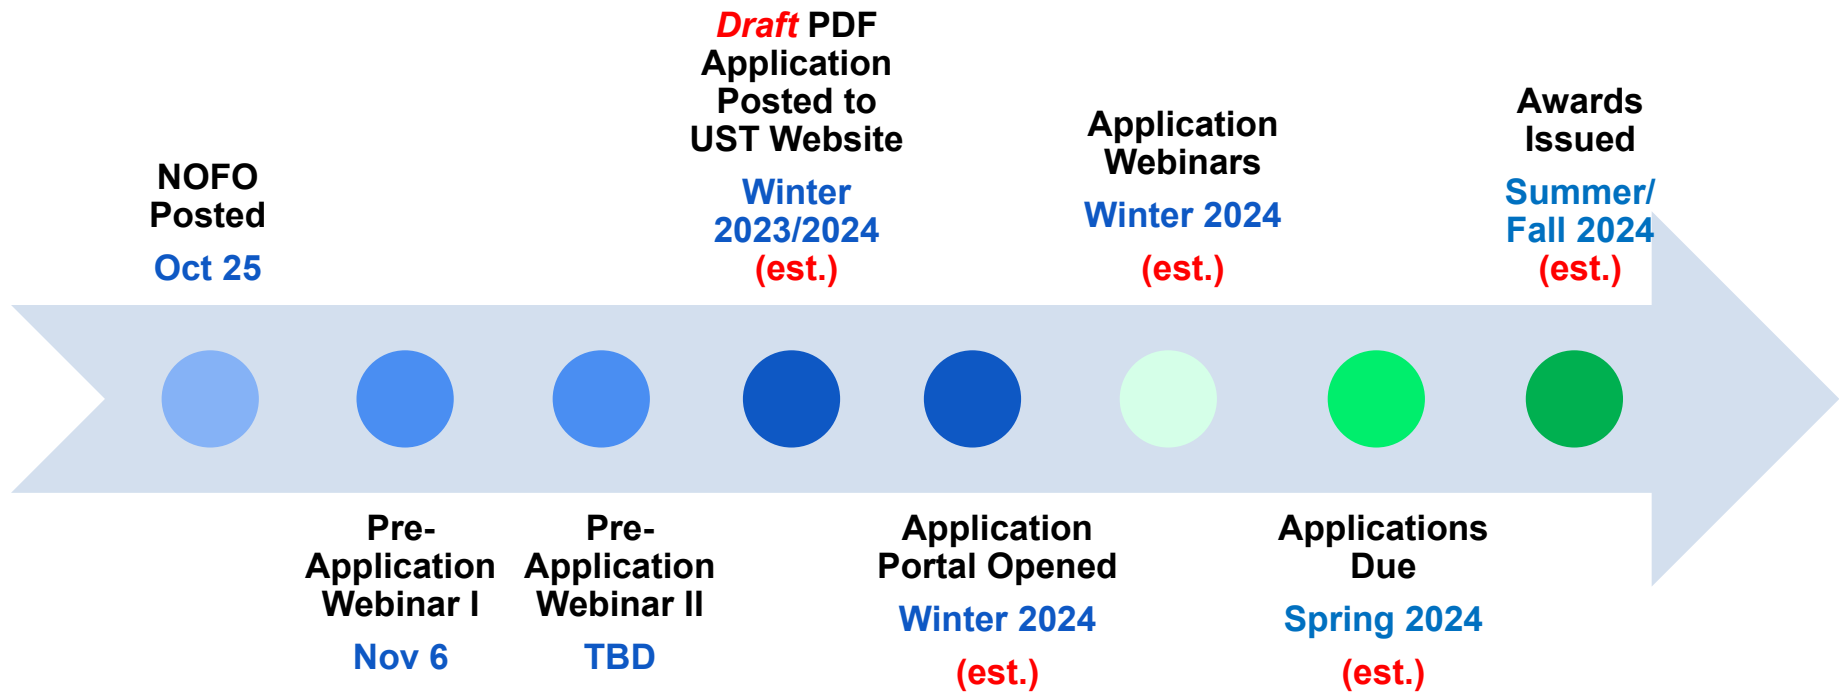 NOFO
Posted
Oct 25
Pre-
Application
Webinar I
Nov 6
Pre-
Application
Webinar II
TBD
Draft PDF
Application
Posted to
UST Website
Winter
2023/2024
(est.)
Application
Portal Opened
Winter 2024
(est.)
Application
Webinars
Winter 2024
(est.)
Applications
Due
Spring 2024
(est.)
Awards
Issued
Summer/
Fall 2024
(est.)